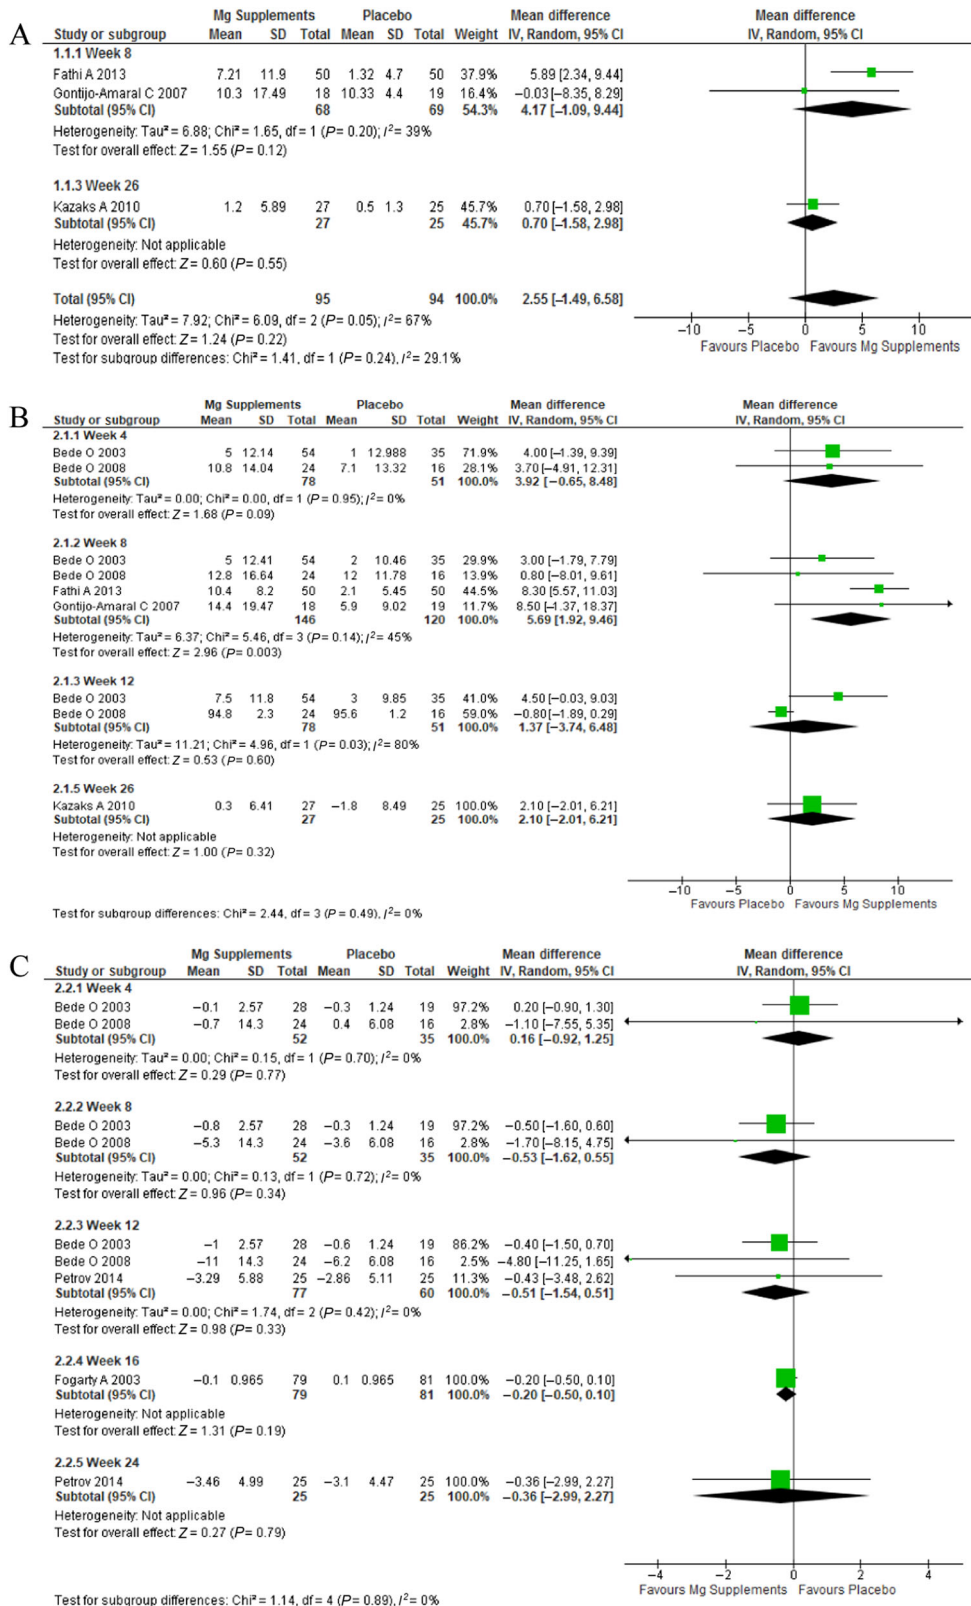 A
Mg Supplements Placebo Mean difference Mean difference
Study or subgroup Mean SD Total Mean SD Total Weight IV, Random, 95% CI IV, Random, 95% CI
1.1.1 Week 8
Fathi A 2013 7.21 11.9 50 1.32 4.7 50 37.9% 5.89 [2.34, 9.44]
Gontijo-Amaral C 2007 10.3 17.49 18 10.33 4.4 19 16.4% −0.03 [−8.35, 8.29]
Subtotal (95% CI) 68 69 54.3% 4.17 [−1.09, 9.44]
Heterogeneity: Tau² = 6.88; Chi² = 1.65, df = 1 (P = 0.20); I² = 39%
Test for overall effect: Z = 1.55 (P = 0.12)
1.1.3 Week 26
Kazaks A 2010 1.2 5.89 27 0.5 1.3 25 45.7% 0.70 [−1.58, 2.98]
Subtotal (95% CI) 27 25 45.7% 0.70 [−1.58, 2.98]
Heterogeneity: Not applicable
Test for overall effect: Z = 0.60 (P = 0.55)
Total (95% CI) 95 94 100.0% 2.55 [−1.49, 6.58]
Heterogeneity: Tau² = 7.92; Chi² = 6.09, df = 2 (P = 0.05); I² = 67%
Test for overall effect: Z = 1.24 (P = 0.22)
Test for subgroup differences: Chi² = 1.41, df = 1 (P = 0.24), I² = 29.1%
−10 −5 0 5 10
Favours Placebo Favours Mg Supplements
B
Mg Supplements Placebo Mean difference Mean difference
Study or subgroup Mean SD Total Mean SD Total Weight IV, Random, 95% CI IV, Random, 95% CI
2.1.1 Week 4
Bede O 2003 5 12.14 54 1 12.988 35 71.9% 4.00 [−1.39, 9.39]
Bede O 2008 10.8 14.04 24 7.1 13.32 16 28.1% 3.70 [−4.91, 12.31]
Subtotal (95% CI) 78 51 100.0% 3.92 [−0.65, 8.48]
Heterogeneity: Tau² = 0.00; Chi² = 0.00, df = 1 (P = 0.95); I² = 0%
Test for overall effect: Z = 1.68 (P = 0.09)
2.1.2 Week 8
Bede O 2003 5 12.41 54 2 10.46 35 29.9% 3.00 [−1.79, 7.79]
Bede O 2008 12.8 16.64 24 12 11.78 16 13.9% 0.80 [−8.01, 9.61]
Fathi A 2013 10.4 8.2 50 2.1 5.45 50 44.5% 8.30 [5.57, 11.03]
Gontijo-Amaral C 2007 14.4 19.47 18 5.9 9.02 19 11.7% 8.50 [−1.37, 18.37]
Subtotal (95% CI) 146 120 100.0% 5.69 [1.92, 9.46]
Heterogeneity: Tau² = 6.37; Chi² = 5.46, df = 3 (P = 0.14); I² = 45%
Test for overall effect: Z = 2.96 (P = 0.003)
2.1.3 Week 12
Bede O 2003 7.5 11.8 54 3 9.85 35 41.0% 4.50 [−0.03, 9.03]
Bede O 2008 94.8 2.3 24 95.6 1.2 16 59.0% −0.80 [−1.89, 0.29]
Subtotal (95% CI) 78 51 100.0% 1.37 [−3.74, 6.48]
Heterogeneity: Tau² = 11.21; Chi² = 4.96, df = 1 (P = 0.03); I² = 80%
Test for overall effect: Z = 0.53 (P = 0.60)
2.1.5 Week 26
Kazaks A 2010 0.3 6.41 27 −1.8 8.49 25 100.0% 2.10 [−2.01, 6.21]
Subtotal (95% CI) 27 25 100.0% 2.10 [−2.01, 6.21]
Heterogeneity: Not applicable
Test for overall effect: Z = 1.00 (P = 0.32)
−10 −5 0 5 10
Favours Placebo Favours Mg Supplements
Test for subgroup differences: Chi² = 2.44, df = 3 (P = 0.49), I² = 0%
C
Mg Supplements Placebo Mean difference Mean difference
Study or subgroup Mean SD Total Mean SD Total Weight IV, Random, 95% CI IV, Random, 95% CI
2.2.1 Week 4
Bede O 2003 −0.1 2.57 28 −0.3 1.24 19 97.2% 0.20 [−0.90, 1.30]
Bede O 2008 −0.7 14.3 24 0.4 6.08 16 2.8% −1.10 [−7.55, 5.35]
Subtotal (95% CI) 52 35 100.0% 0.16 [−0.92, 1.25]
Heterogeneity: Tau² = 0.00; Chi² = 0.15, df = 1 (P = 0.70); I² = 0%
Test for overall effect: Z = 0.29 (P = 0.77)
2.2.2 Week 8
Bede O 2003 −0.8 2.57 28 −0.3 1.24 19 97.2% −0.50 [−1.60, 0.60]
Bede O 2008 −5.3 14.3 24 −3.6 6.08 16 2.8% −1.70 [−8.15, 4.75]
Subtotal (95% CI) 52 35 100.0% −0.53 [−1.62, 0.55]
Heterogeneity: Tau² = 0.00; Chi² = 0.13, df = 1 (P = 0.72); I² = 0%
Test for overall effect: Z = 0.96 (P = 0.34)
2.2.3 Week 12
Bede O 2003 −1 2.57 28 −0.6 1.24 19 86.2% −0.40 [−1.50, 0.70]
Bede O 2008 −11 14.3 24 −6.2 6.08 16 2.5% −4.80 [−11.25, 1.65]
Petrov 2014 −3.29 5.88 25 −2.86 5.11 25 11.3% −0.43 [−3.48, 2.62]
Subtotal (95% CI) 77 60 100.0% −0.51 [−1.54, 0.51]
Heterogeneity: Tau² = 0.00; Chi² = 1.74, df = 2 (P = 0.42); I² = 0%
Test for overall effect: Z = 0.98 (P = 0.33)
2.2.4 Week 16
Fogarty A 2003 −0.1 0.965 79 0.1 0.965 81 100.0% −0.20 [−0.50, 0.10]
Subtotal (95% CI) 79 81 100.0% −0.20 [−0.50, 0.10]
Heterogeneity: Not applicable
Test for overall effect: Z = 1.31 (P = 0.19)
2.2.5 Week 24
Petrov 2014 −3.46 4.99 25 −3.1 4.47 25 100.0% −0.36 [−2.99, 2.27]
Subtotal (95% CI) 25 25 100.0% −0.36 [−2.99, 2.27]
Heterogeneity: Not applicable
Test for overall effect: Z = 0.27 (P = 0.79)
−4 −2 0 2 4
Favours Mg Supplements Favours Placebo
Test for subgroup differences: Chi² = 1.14, df = 4 (P = 0.89), I² = 0%